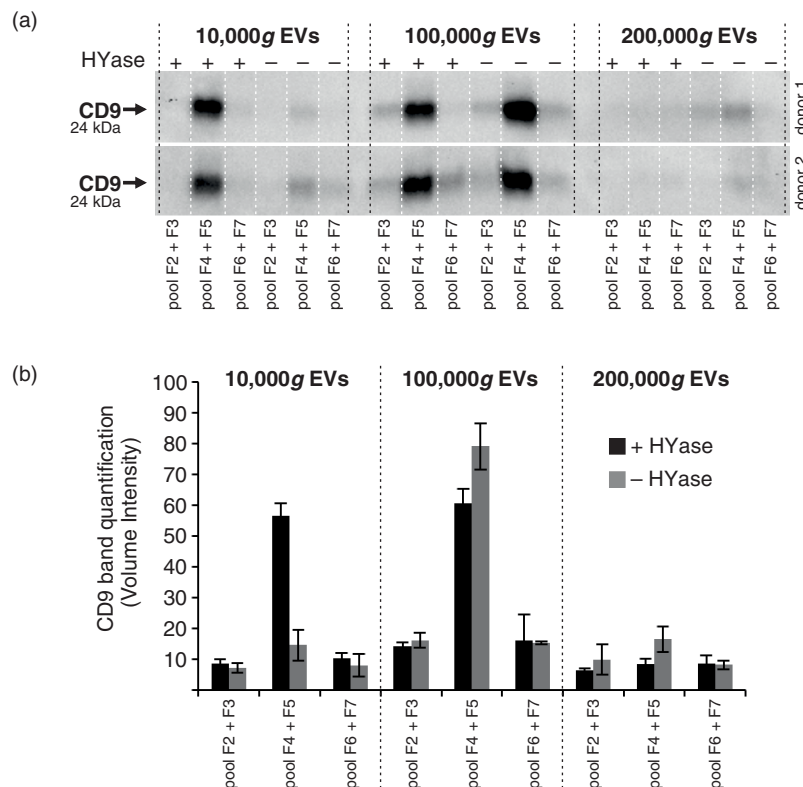 (a)
10,000g EVs 100,000g EVs 200,000g EVs
HYase + + + – – – + + + – – – + + + – – –
CD9
24 kDa
donor 1
CD9
24 kDa
donor 2
pool F2 + F3
pool F4 + F5
pool F6 + F7
pool F2 + F3
pool F4 + F5
pool F6 + F7
pool F2 + F3
pool F4 + F5
pool F6 + F7
pool F2 + F3
pool F4 + F5
pool F6 + F7
pool F2 + F3
pool F4 + F5
pool F6 + F7
pool F2 + F3
pool F4 + F5
pool F6 + F7
(b)
10,000g EVs 100,000g EVs 200,000g EVs
CD9 band quantification
(Volume Intensity)
100
90
80
70
60
50
40
30
20
10
+ HYase
– HYase
pool F2 + F3
pool F4 + F5
pool F6 + F7
pool F2 + F3
pool F4 + F5
pool F6 + F7
pool F2 + F3
pool F4 + F5
pool F6 + F7